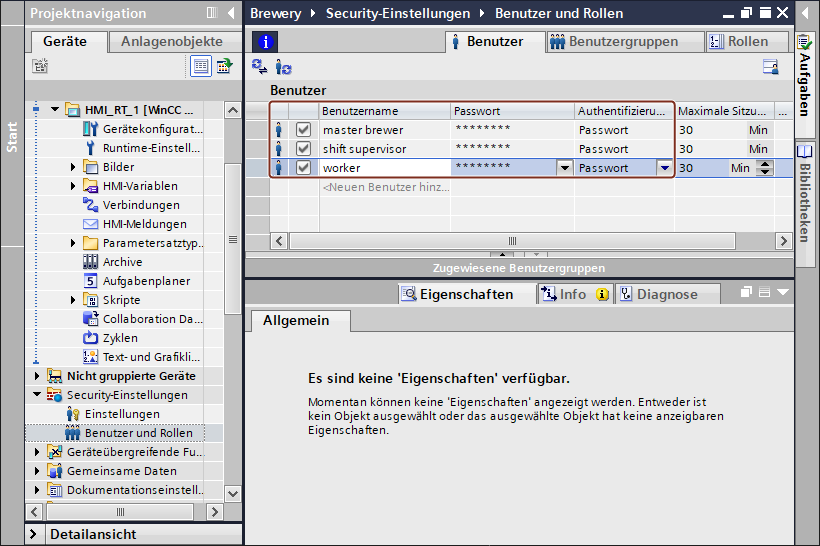 Projektnavigation
Geräte
Anlagenobjekte
Start
HMI_RT_1 [WinCC ...
Gerätekonfigurat...
Runtime-Einstell...
Bilder
HMI-Variablen
Verbindungen
HMI-Meldungen
Parametersatztyp...
Archive
Aufgabenplaner
Skripte
Collaboration Da...
Zyklen
Text- und Grafikli...
Nicht gruppierte Geräte
Security-Einstellungen
Einstellungen
Benutzer und Rollen
Geräteübergreifende Fu...
Gemeinsame Daten
Dokumentationseinstell...
Detailansicht
Brewery Security-Einstellungen Benutzer und Rollen
Benutzer Benutzergruppen Rollen
Benutzer
Benutzername Passwort Authentifizieru... Maximale Sitzu... ...
master brewer ******** Passwort 30 Min
shift supervisor ******** Passwort 30 Min
worker ******** Passwort 30 Min
<Neuen Benutzer hinz...
Zugewiesene Benutzergruppen
Eigenschaften Info Diagnose
Allgemein
Es sind keine 'Eigenschaften' verfügbar.
Momentan können keine 'Eigenschaften' angezeigt werden. Entweder ist
kein Objekt ausgewählt oder das ausgewählte Objekt hat keine anzeigbaren
Eigenschaften.
Aufgaben
Bibliotheken